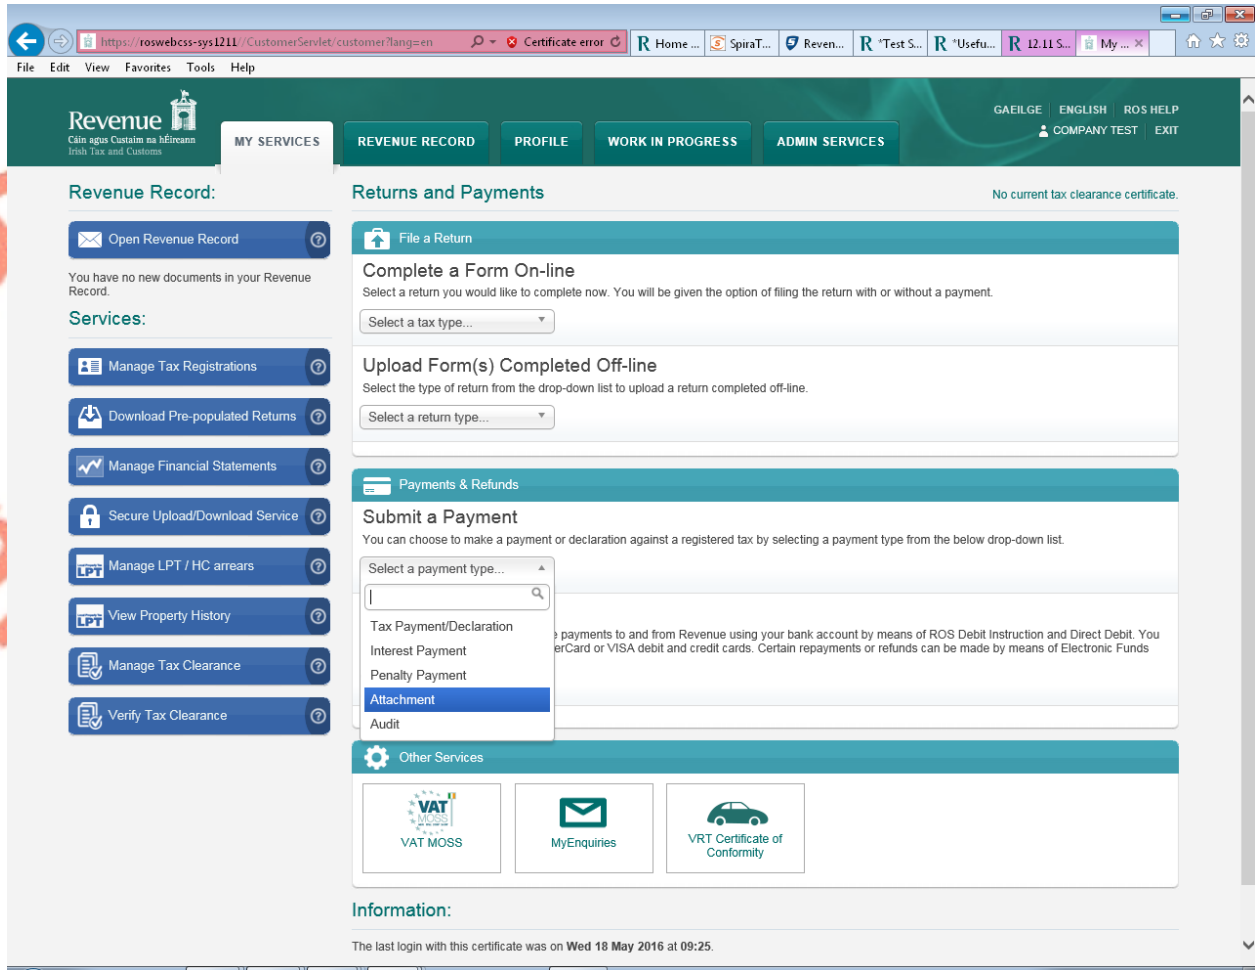 https://roswebcss-sys1211//CustomerServlet/customer?lang=en
Certificate error
Home ...
SpiraT...
Reven...
*Test S...
*Usefu...
12.11 S...
My ...
File Edit View Favorites Tools Help
Revenue
Cáin agus Custaim na hÉireann
Irish Tax and Customs
MY SERVICES
REVENUE RECORD
PROFILE
WORK IN PROGRESS
ADMIN SERVICES
GAEILGE ENGLISH ROS HELP
COMPANY TEST EXIT
Revenue Record:
Open Revenue Record
You have no new documents in your Revenue
Record.
Services:
Manage Tax Registrations
Download Pre-populated Returns
Manage Financial Statements
Secure Upload/Download Service
LPT Manage LPT / HC arrears
LPT View Property History
Manage Tax Clearance
Verify Tax Clearance
Returns and Payments
No current tax clearance certificate.
File a Return
Complete a Form On-line
Select a return you would like to complete now. You will be given the option of filing the return with or without a payment.
Select a tax type...
Upload Form(s) Completed Off-line
Select the type of return from the drop-down list to upload a return completed off-line.
Select a return type...
Payments & Refunds
Submit a Payment
You can choose to make a payment or declaration against a registered tax by selecting a payment type from the below drop-down list.
Select a payment type...
Tax Payment/Declaration
Interest Payment
Penalty Payment
Attachment
Audit
payments to and from Revenue using your bank account by means of ROS Debit Instruction and Direct Debit. You
erCard or VISA debit and credit cards. Certain repayments or refunds can be made by means of Electronic Funds
Other Services
VAT
MOSS
VAT MOSS
MyEnquiries
VRT Certificate of
Conformity
Information:
The last login with this certificate was on Wed 18 May 2016 at 09:25.